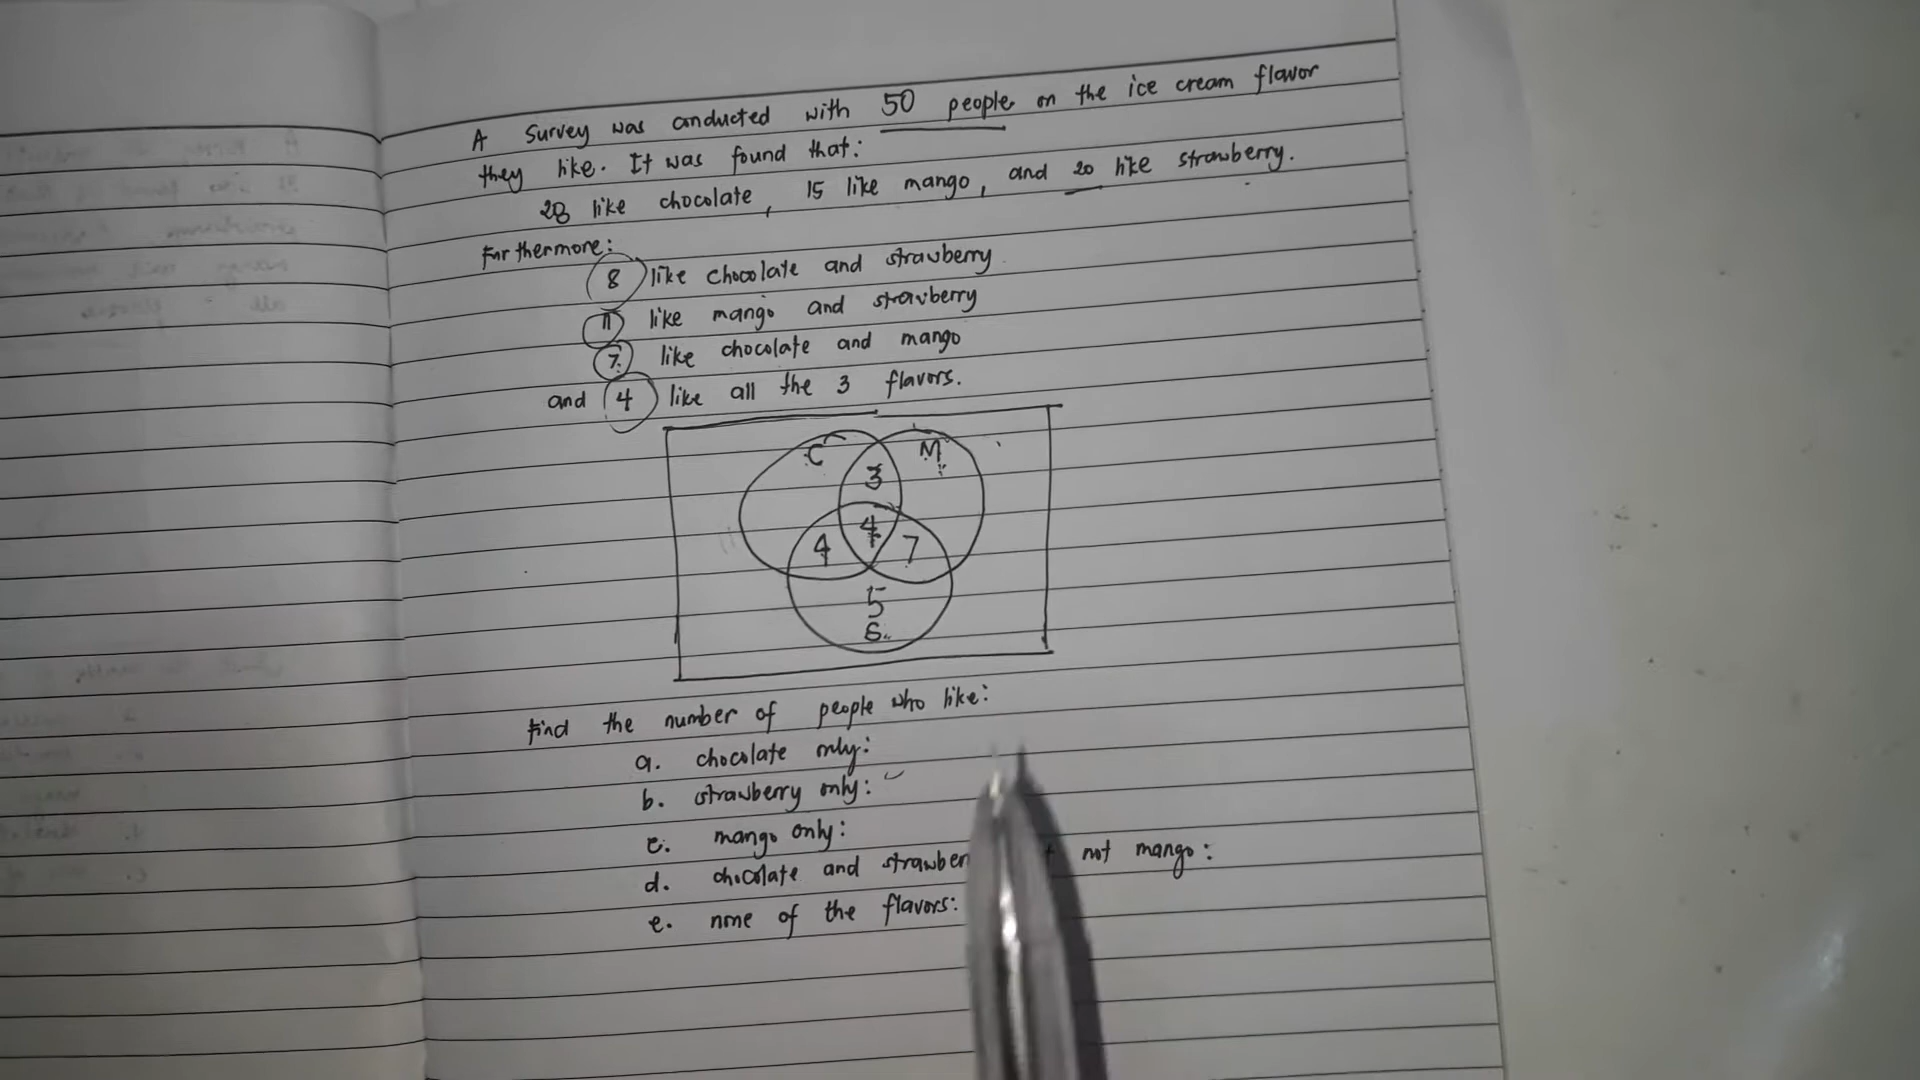 A survey was conducted with 50 people on the ice cream flavor
they like. It was found that:
28 like chocolate, 15 like mango, and 20 like strawberry.
Furthermore:
8 like chocolate and strawberry
11 like mango and strawberry
7 like chocolate and mango
and 4 like all the 3 flavors.
C M
3
4
4 7
5
S
Find the number of people who like:
a. chocolate only:
b. strawberry only:
c. mango only:
d. chocolate and strawber not mango:
e. none of the flavors: